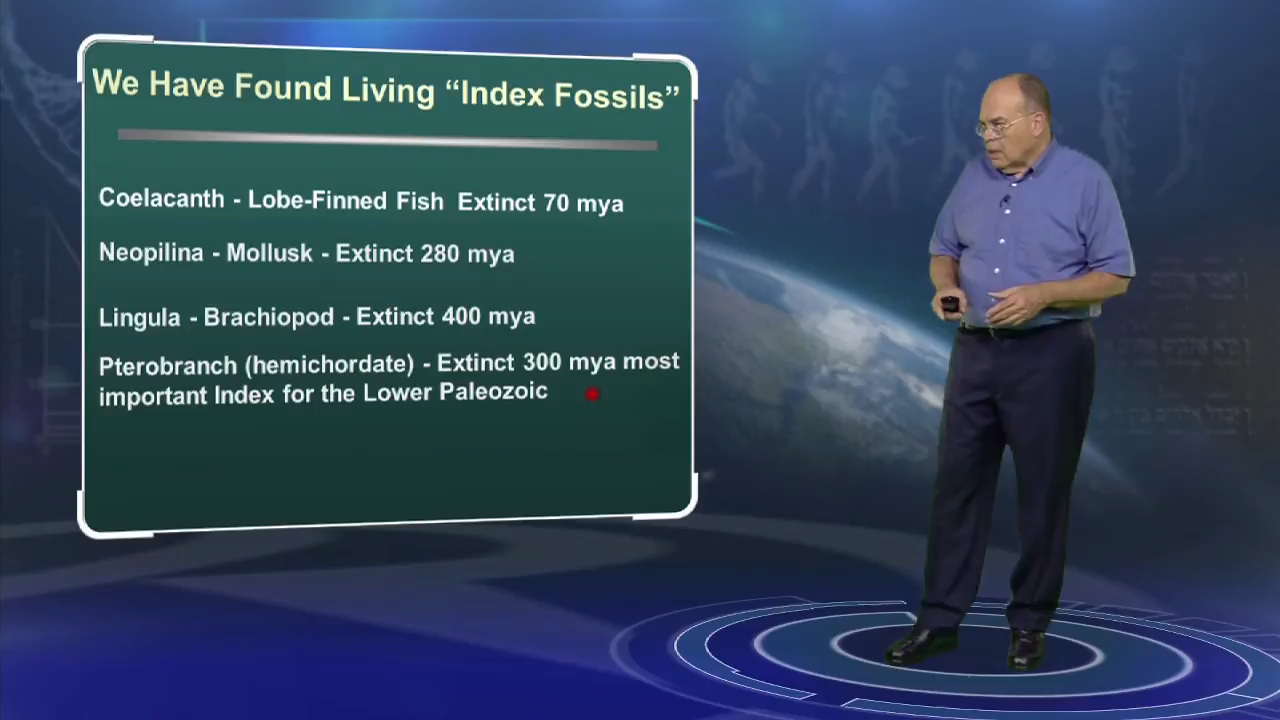 We Have Found Living “Index Fossils”
Coelacanth - Lobe-Finned Fish Extinct 70 mya
Neopilina - Mollusk - Extinct 280 mya
Lingula - Brachiopod - Extinct 400 mya
Pterobranch (hemichordate) - Extinct 300 mya most
important Index for the Lower Paleozoic